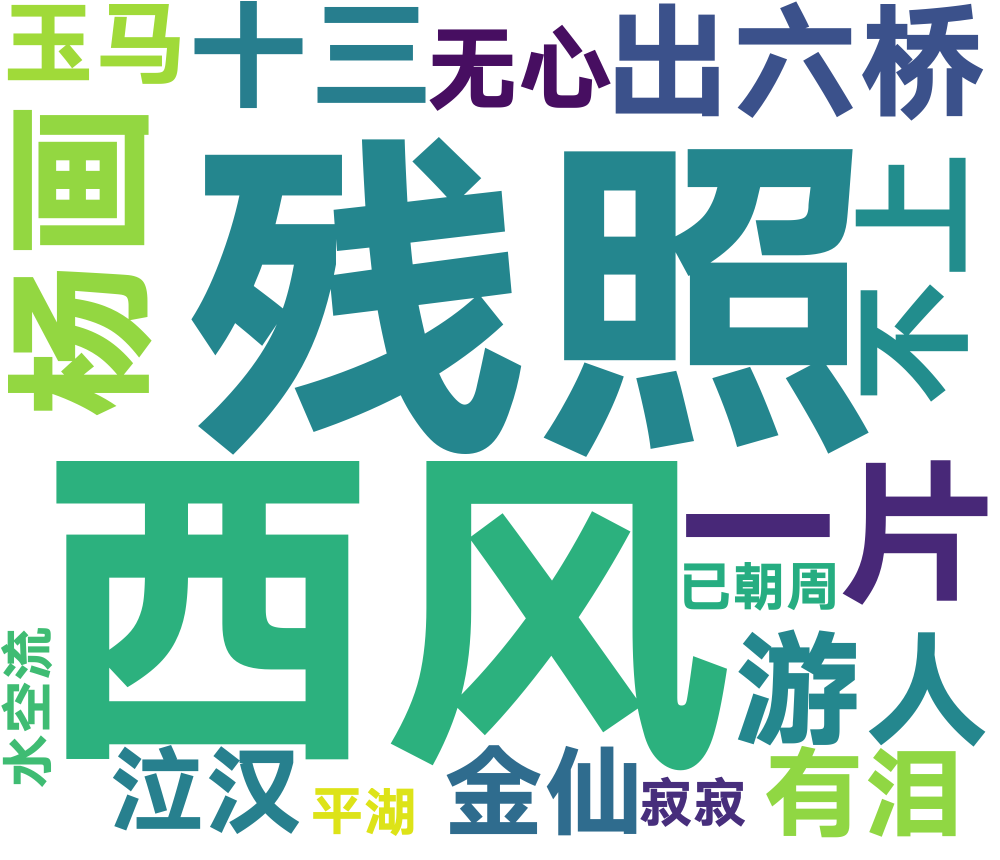 玉马
十三
无心
出六桥
杨画
残照
不上
西风
一片
已朝周
游人
水空流
泣汉
平湖
金仙
寂寂
有泪